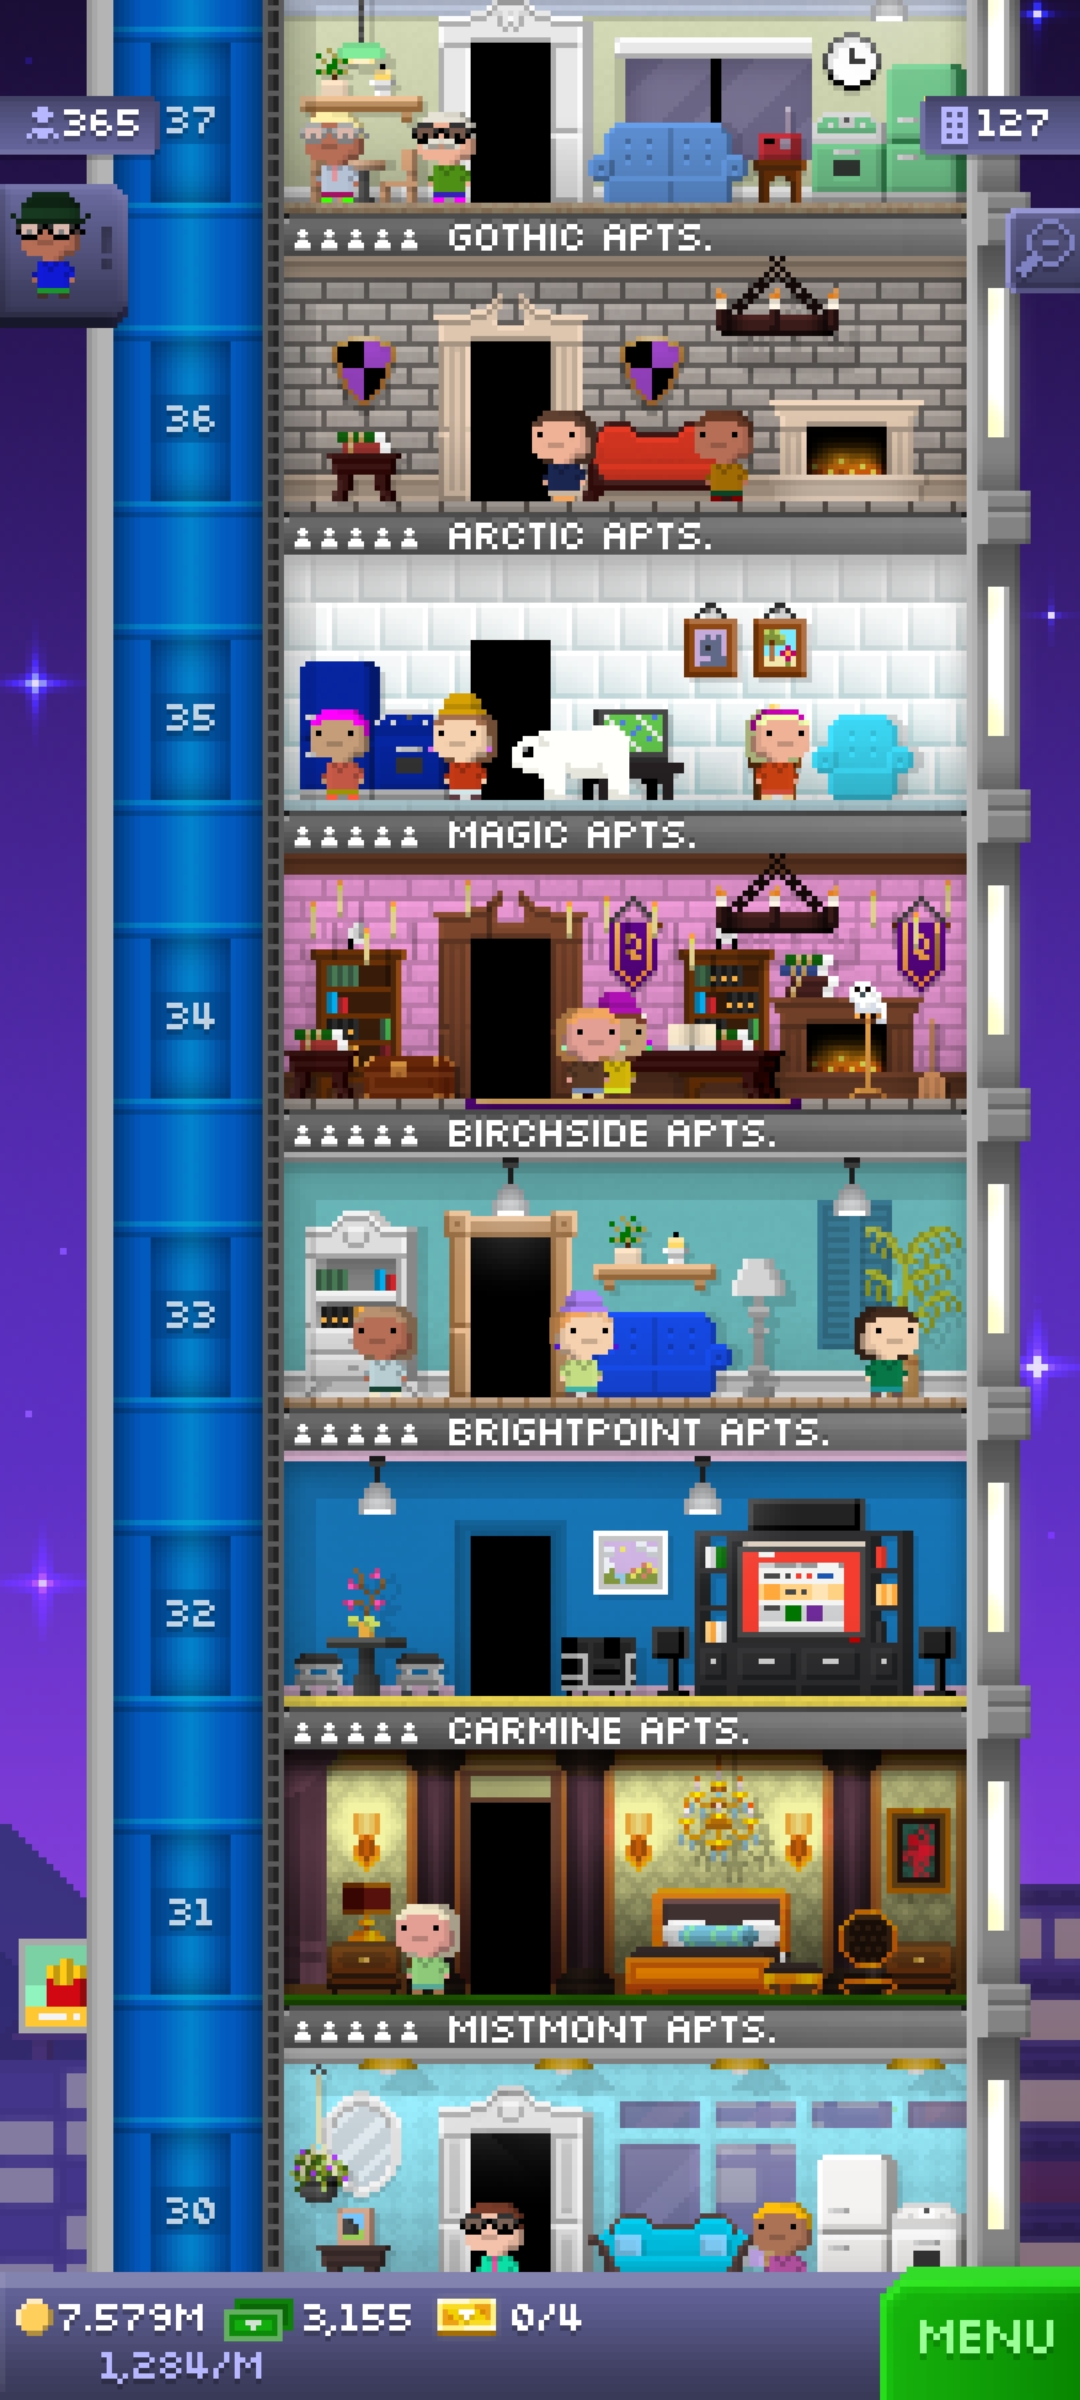 37
365
127
!
GOTHIC APTS.
36
ARCTIC APTS.
35
MAGIC APTS.
34
BIRCHSIDE APTS.
33
BRIGHTPOINT APTS.
32
CARMINE APTS.
31
MISTMONT APTS.
30
7.579M 3,155 0/4
1,284/M
MENU